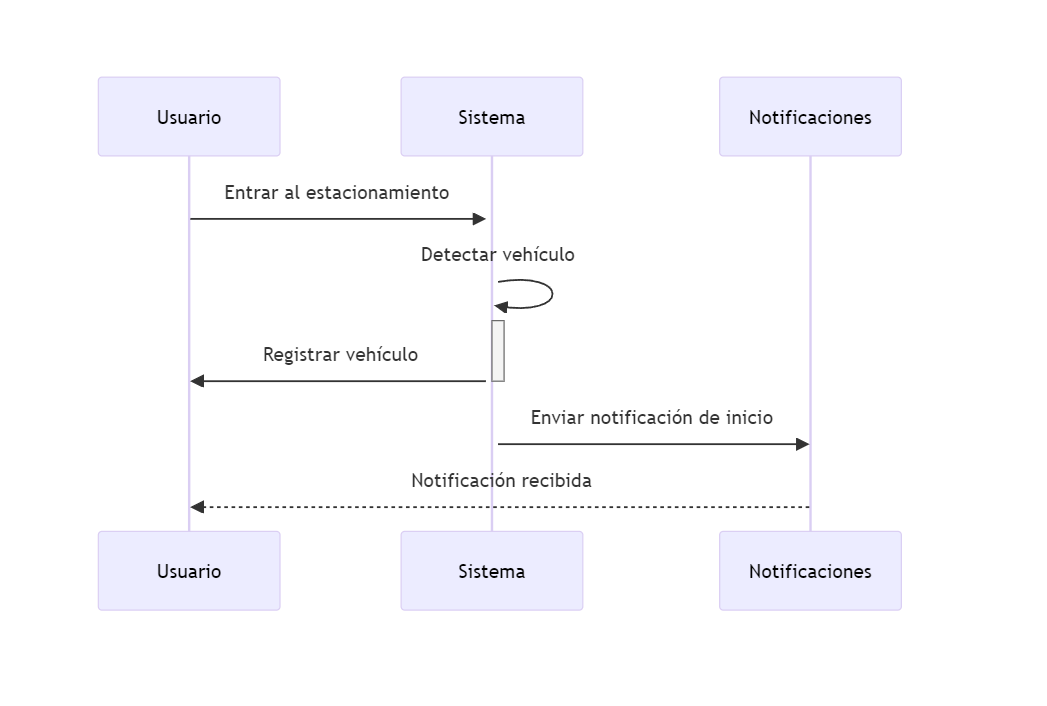 Usuario
Sistema
Notificaciones
Entrar al estacionamiento
Detectar vehículo
Registrar vehículo
Enviar notificación de inicio
Notificación recibida
Usuario
Sistema
Notificaciones